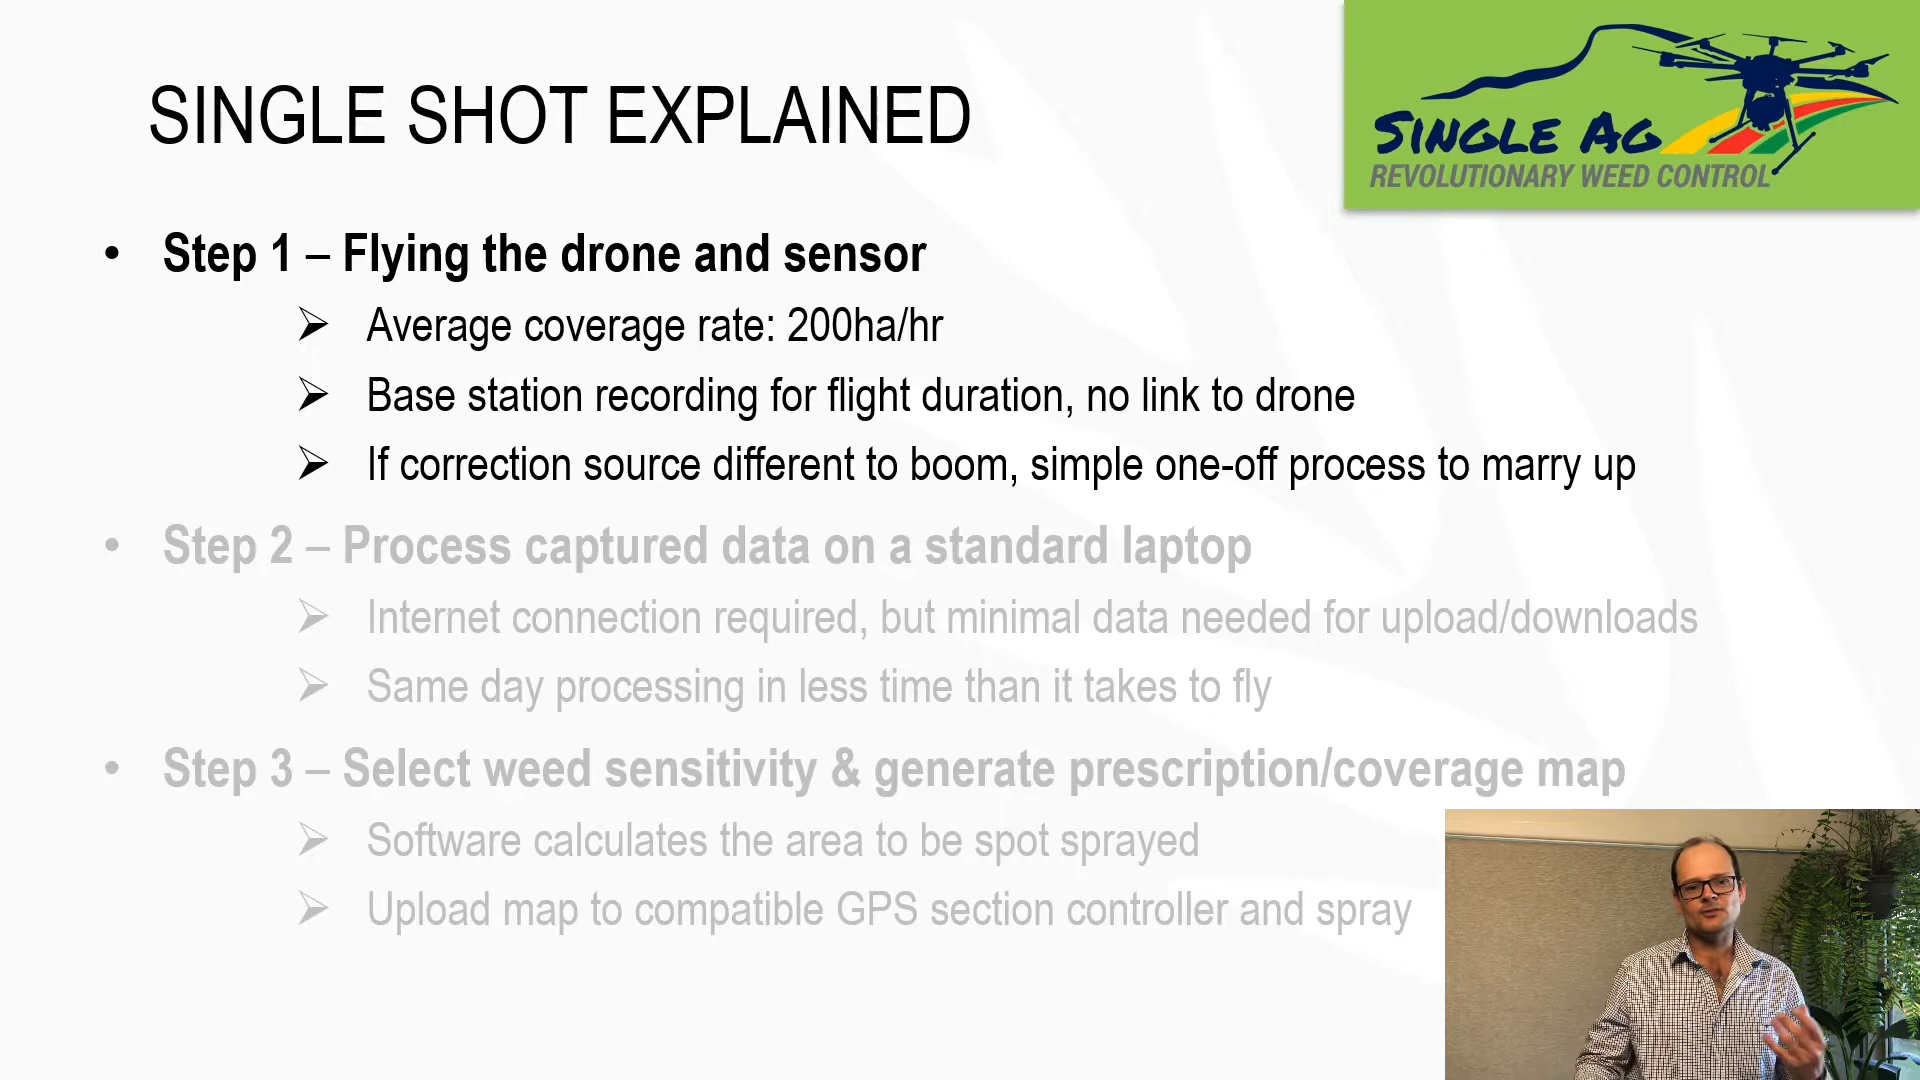 SINGLE SHOT EXPLAINED
SINGLE AG
REVOLUTIONARY WEED CONTROL
• Step 1 – Flying the drone and sensor
➢ Average coverage rate: 200ha/hr
➢ Base station recording for flight duration, no link to drone
➢ If correction source different to boom, simple one-off process to marry up
• Step 2 – Process captured data on a standard laptop
➢ Internet connection required, but minimal data needed for upload/downloads
➢ Same day processing in less time than it takes to fly
• Step 3 – Select weed sensitivity & generate prescription/coverage map
➢ Software calculates the area to be spot sprayed
➢ Upload map to compatible GPS section controller and spray